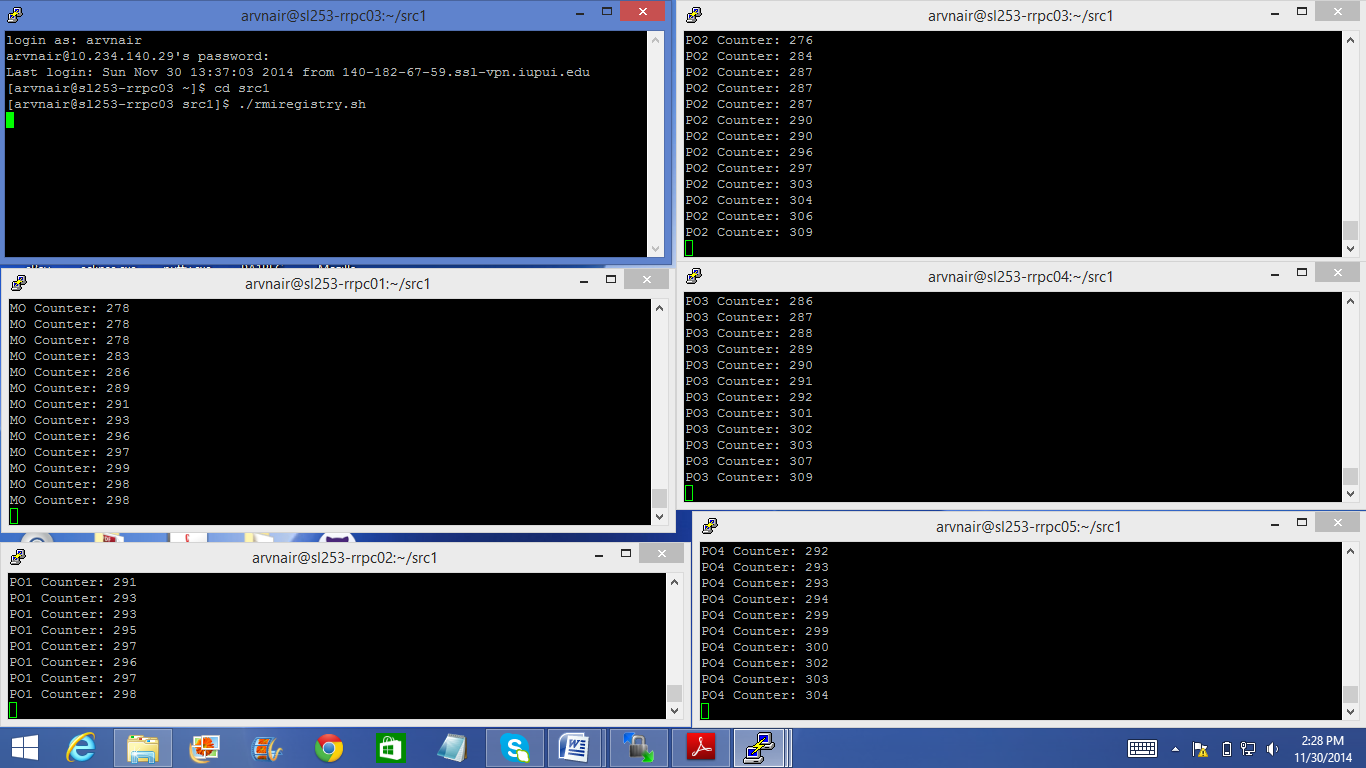 arvnair@sl253-rrpc03:~/src1
login as: arvnair
arvnair@10.234.140.29's password:
Last login: Sun Nov 30 13:37:03 2014 from 140-182-67-59.ssl-vpn.iupui.edu
[arvnair@sl253-rrpc03 ~]$ cd src1
[arvnair@sl253-rrpc03 src1]$ ./rmiregistry.sh
arvnair@sl253-rrpc03:~/src1
PO2 Counter: 276
PO2 Counter: 284
PO2 Counter: 287
PO2 Counter: 287
PO2 Counter: 287
PO2 Counter: 290
PO2 Counter: 290
PO2 Counter: 296
PO2 Counter: 297
PO2 Counter: 303
PO2 Counter: 304
PO2 Counter: 306
PO2 Counter: 309
arvnair@sl253-rrpc01:~/src1
MO Counter: 278
MO Counter: 278
MO Counter: 278
MO Counter: 283
MO Counter: 286
MO Counter: 289
MO Counter: 291
MO Counter: 293
MO Counter: 296
MO Counter: 297
MO Counter: 299
MO Counter: 298
MO Counter: 298
arvnair@sl253-rrpc04:~/src1
PO3 Counter: 286
PO3 Counter: 287
PO3 Counter: 288
PO3 Counter: 289
PO3 Counter: 290
PO3 Counter: 291
PO3 Counter: 292
PO3 Counter: 301
PO3 Counter: 302
PO3 Counter: 303
PO3 Counter: 307
PO3 Counter: 309
arvnair@sl253-rrpc02:~/src1
PO1 Counter: 291
PO1 Counter: 293
PO1 Counter: 293
PO1 Counter: 295
PO1 Counter: 297
PO1 Counter: 296
PO1 Counter: 297
PO1 Counter: 298
arvnair@sl253-rrpc05:~/src1
PO4 Counter: 292
PO4 Counter: 293
PO4 Counter: 293
PO4 Counter: 294
PO4 Counter: 299
PO4 Counter: 299
PO4 Counter: 300
PO4 Counter: 302
PO4 Counter: 303
PO4 Counter: 304
2:28 PM
11/30/2014